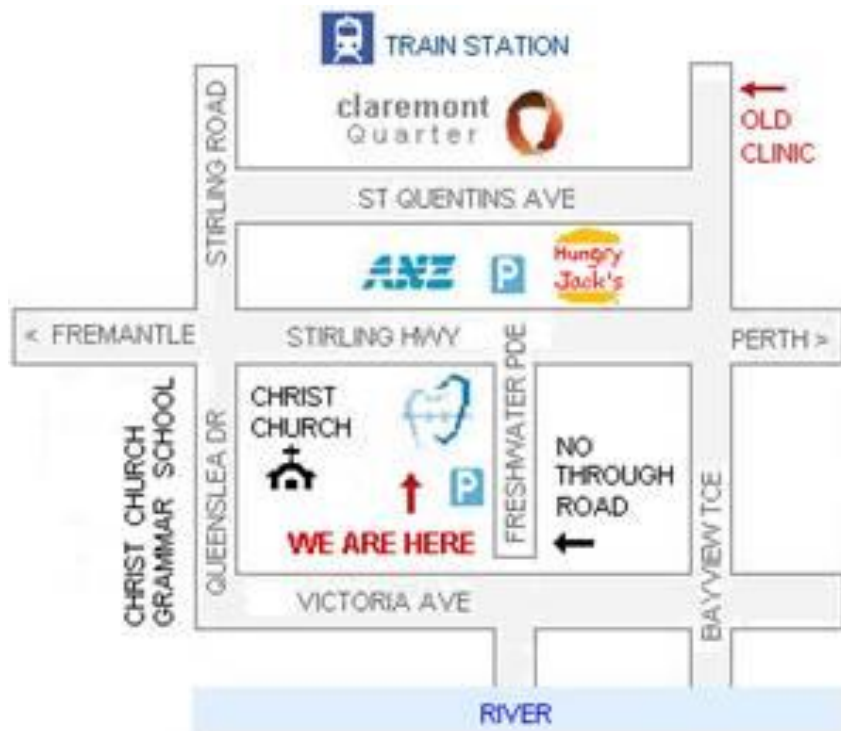 TRAIN STATION
claremont
Quarter
OLD
CLINIC
STIRLING ROAD
ST QUENTINS AVE
ANZ
P
Hungry
Jack's
< FREMANTLE
STIRLING HWY
PERTH >
CHRIST CHURCH
GRAMMAR SCHOOL
QUEENSLEA DR
CHRIST
CHURCH
P
WE ARE HERE
FRESHWATER PDE
NO
THROUGH
ROAD
BAYVIEW TCE
VICTORIA AVE
RIVER